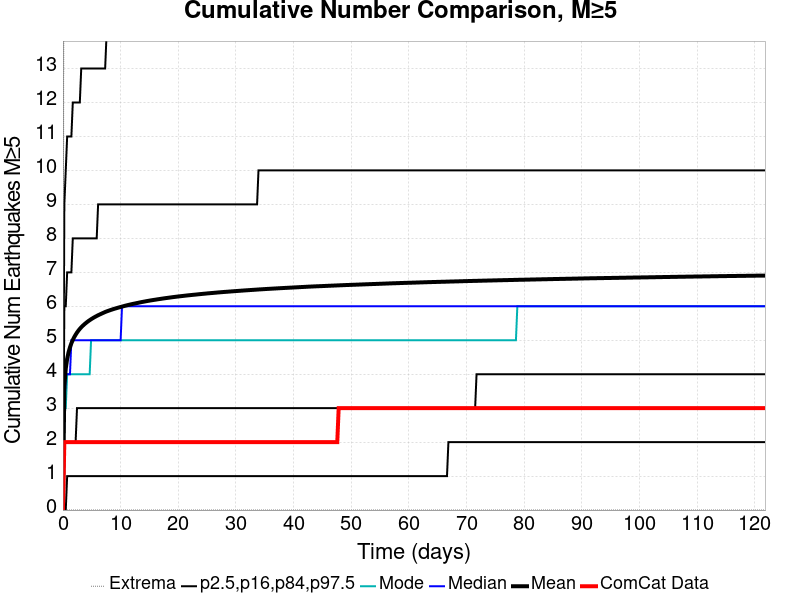 Cumulative Number Comparison, M≥5
Cumulative Num Earthquakes M≥5
13
12
11
10
9
8
7
6
5
4
3
2
1
0
0 10 20 30 40 50 60 70 80 90 100 110 120
Time (days)
Extrema p2.5,p16,p84,p97.5 Mode Median Mean ComCat Data